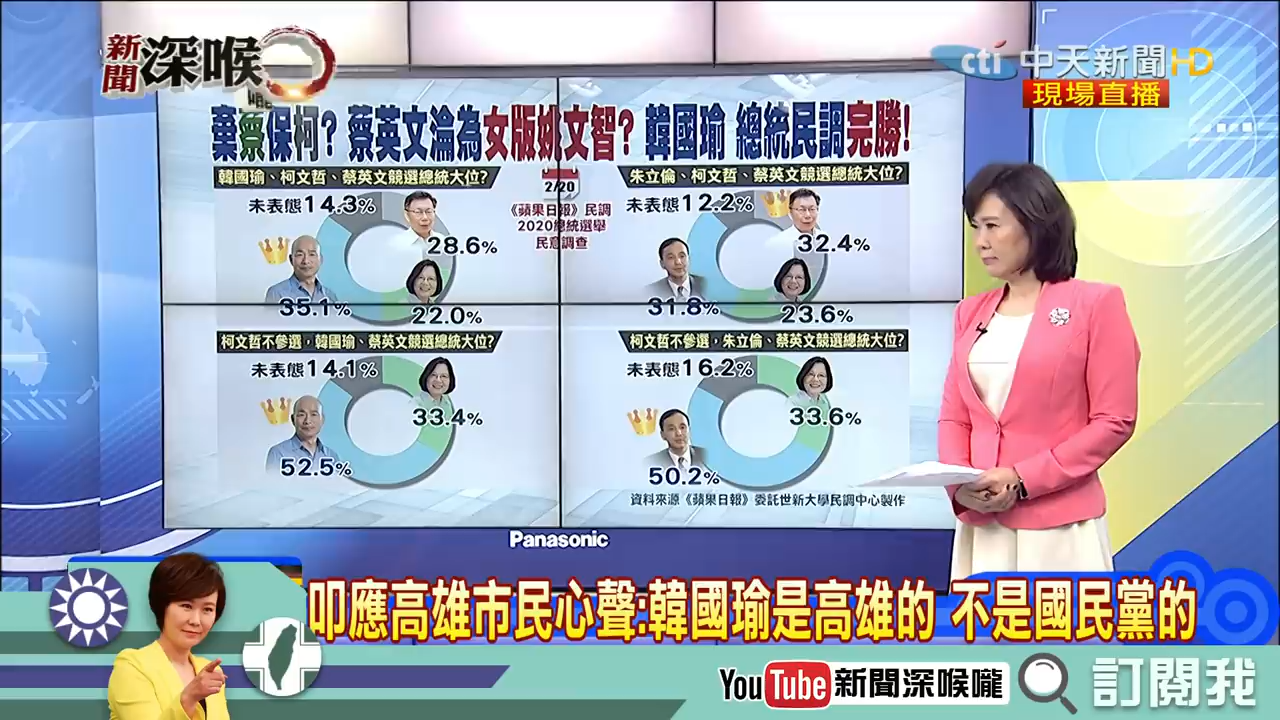 新聞
深喉
cti 中天新聞HD
現場直播
棄蔡保柯? 蔡英文淪為女版姚文智? 韓國瑜 總統民調完勝!
韓國瑜、柯文哲、蔡英文競選總統大位?
未表態14.3%
28.6%
35.1%
22.0%
2/20
《蘋果日報》民調
2020總統選舉
民意調查
朱立倫、柯文哲、蔡英文競選總統大位?
未表態12.2%
32.4%
31.8%
23.6%
柯文哲不參選,韓國瑜、蔡英文競選總統大位?
未表態14.1%
33.4%
52.5%
柯文哲不參選,朱立倫、蔡英文競選總統大位?
未表態16.2%
33.6%
50.2%
資料來源《蘋果日報》委託世新大學民調中心製作
Panasonic
叩應高雄市民心聲:韓國瑜是高雄的 不是國民黨的
YouTube 新聞深喉嚨 訂閱我